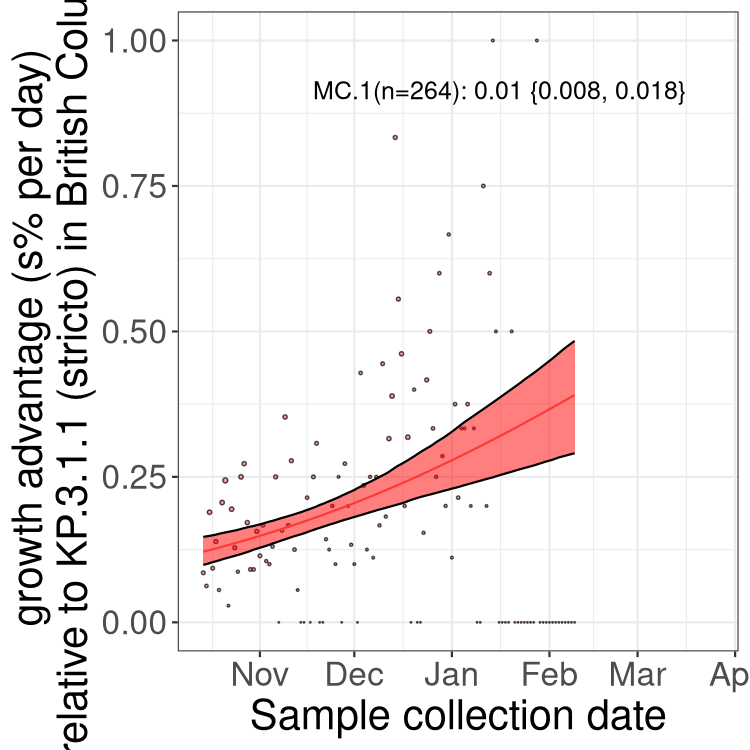 growth advantage (s% per day)
relative to KP.3.1.1 (stricto) in British Colu
1.00
0.75
0.50
0.25
0.00
MC.1(n=264): 0.01 {0.008, 0.018}
Nov Dec Jan Feb Mar Ap
Sample collection date